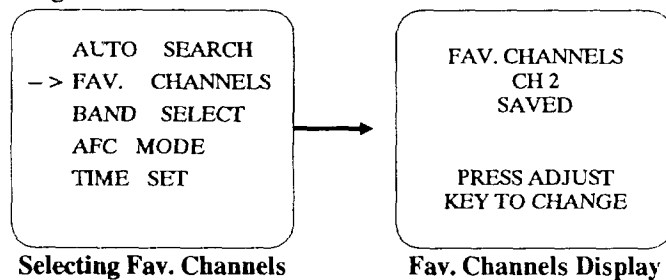 AUTO SEARCH
–> FAV. CHANNELS
BAND SELECT
AFC MODE
TIME SET
Selecting Fav. Channels
FAV. CHANNELS
CH 2
SAVED
PRESS ADJUST
KEY TO CHANGE
Fav. Channels Display